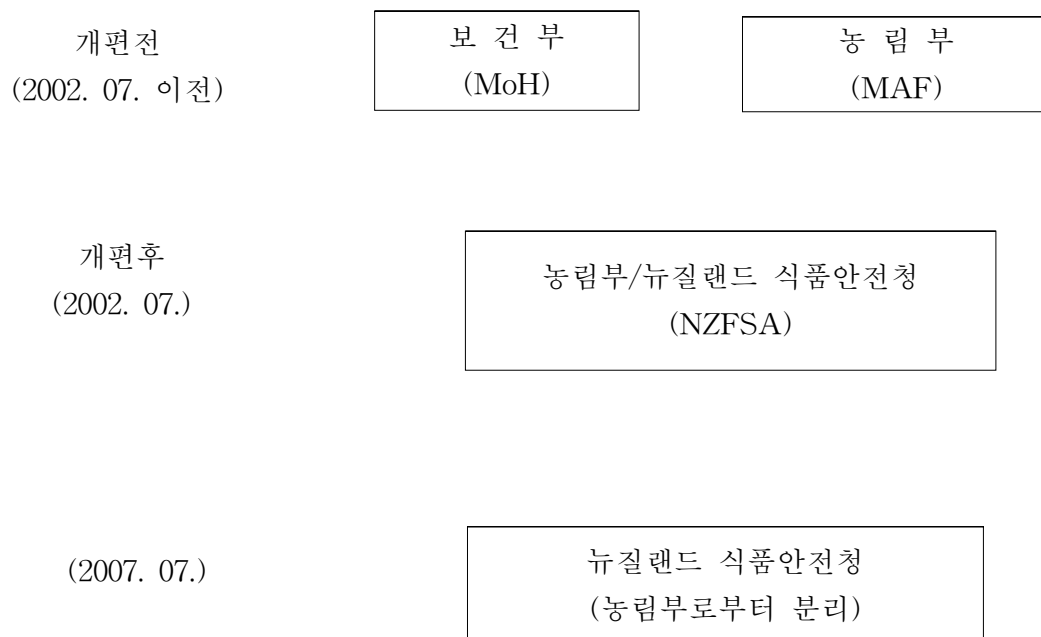 개편전
(2002. 07. 이전)
보 건 부
(MoH)
농 림 부
(MAF)
개편후
(2002. 07.)
농림부/뉴질랜드 식품안전청
(NZFSA)
(2007. 07.)
뉴질랜드 식품안전청
(농림부로부터 분리)